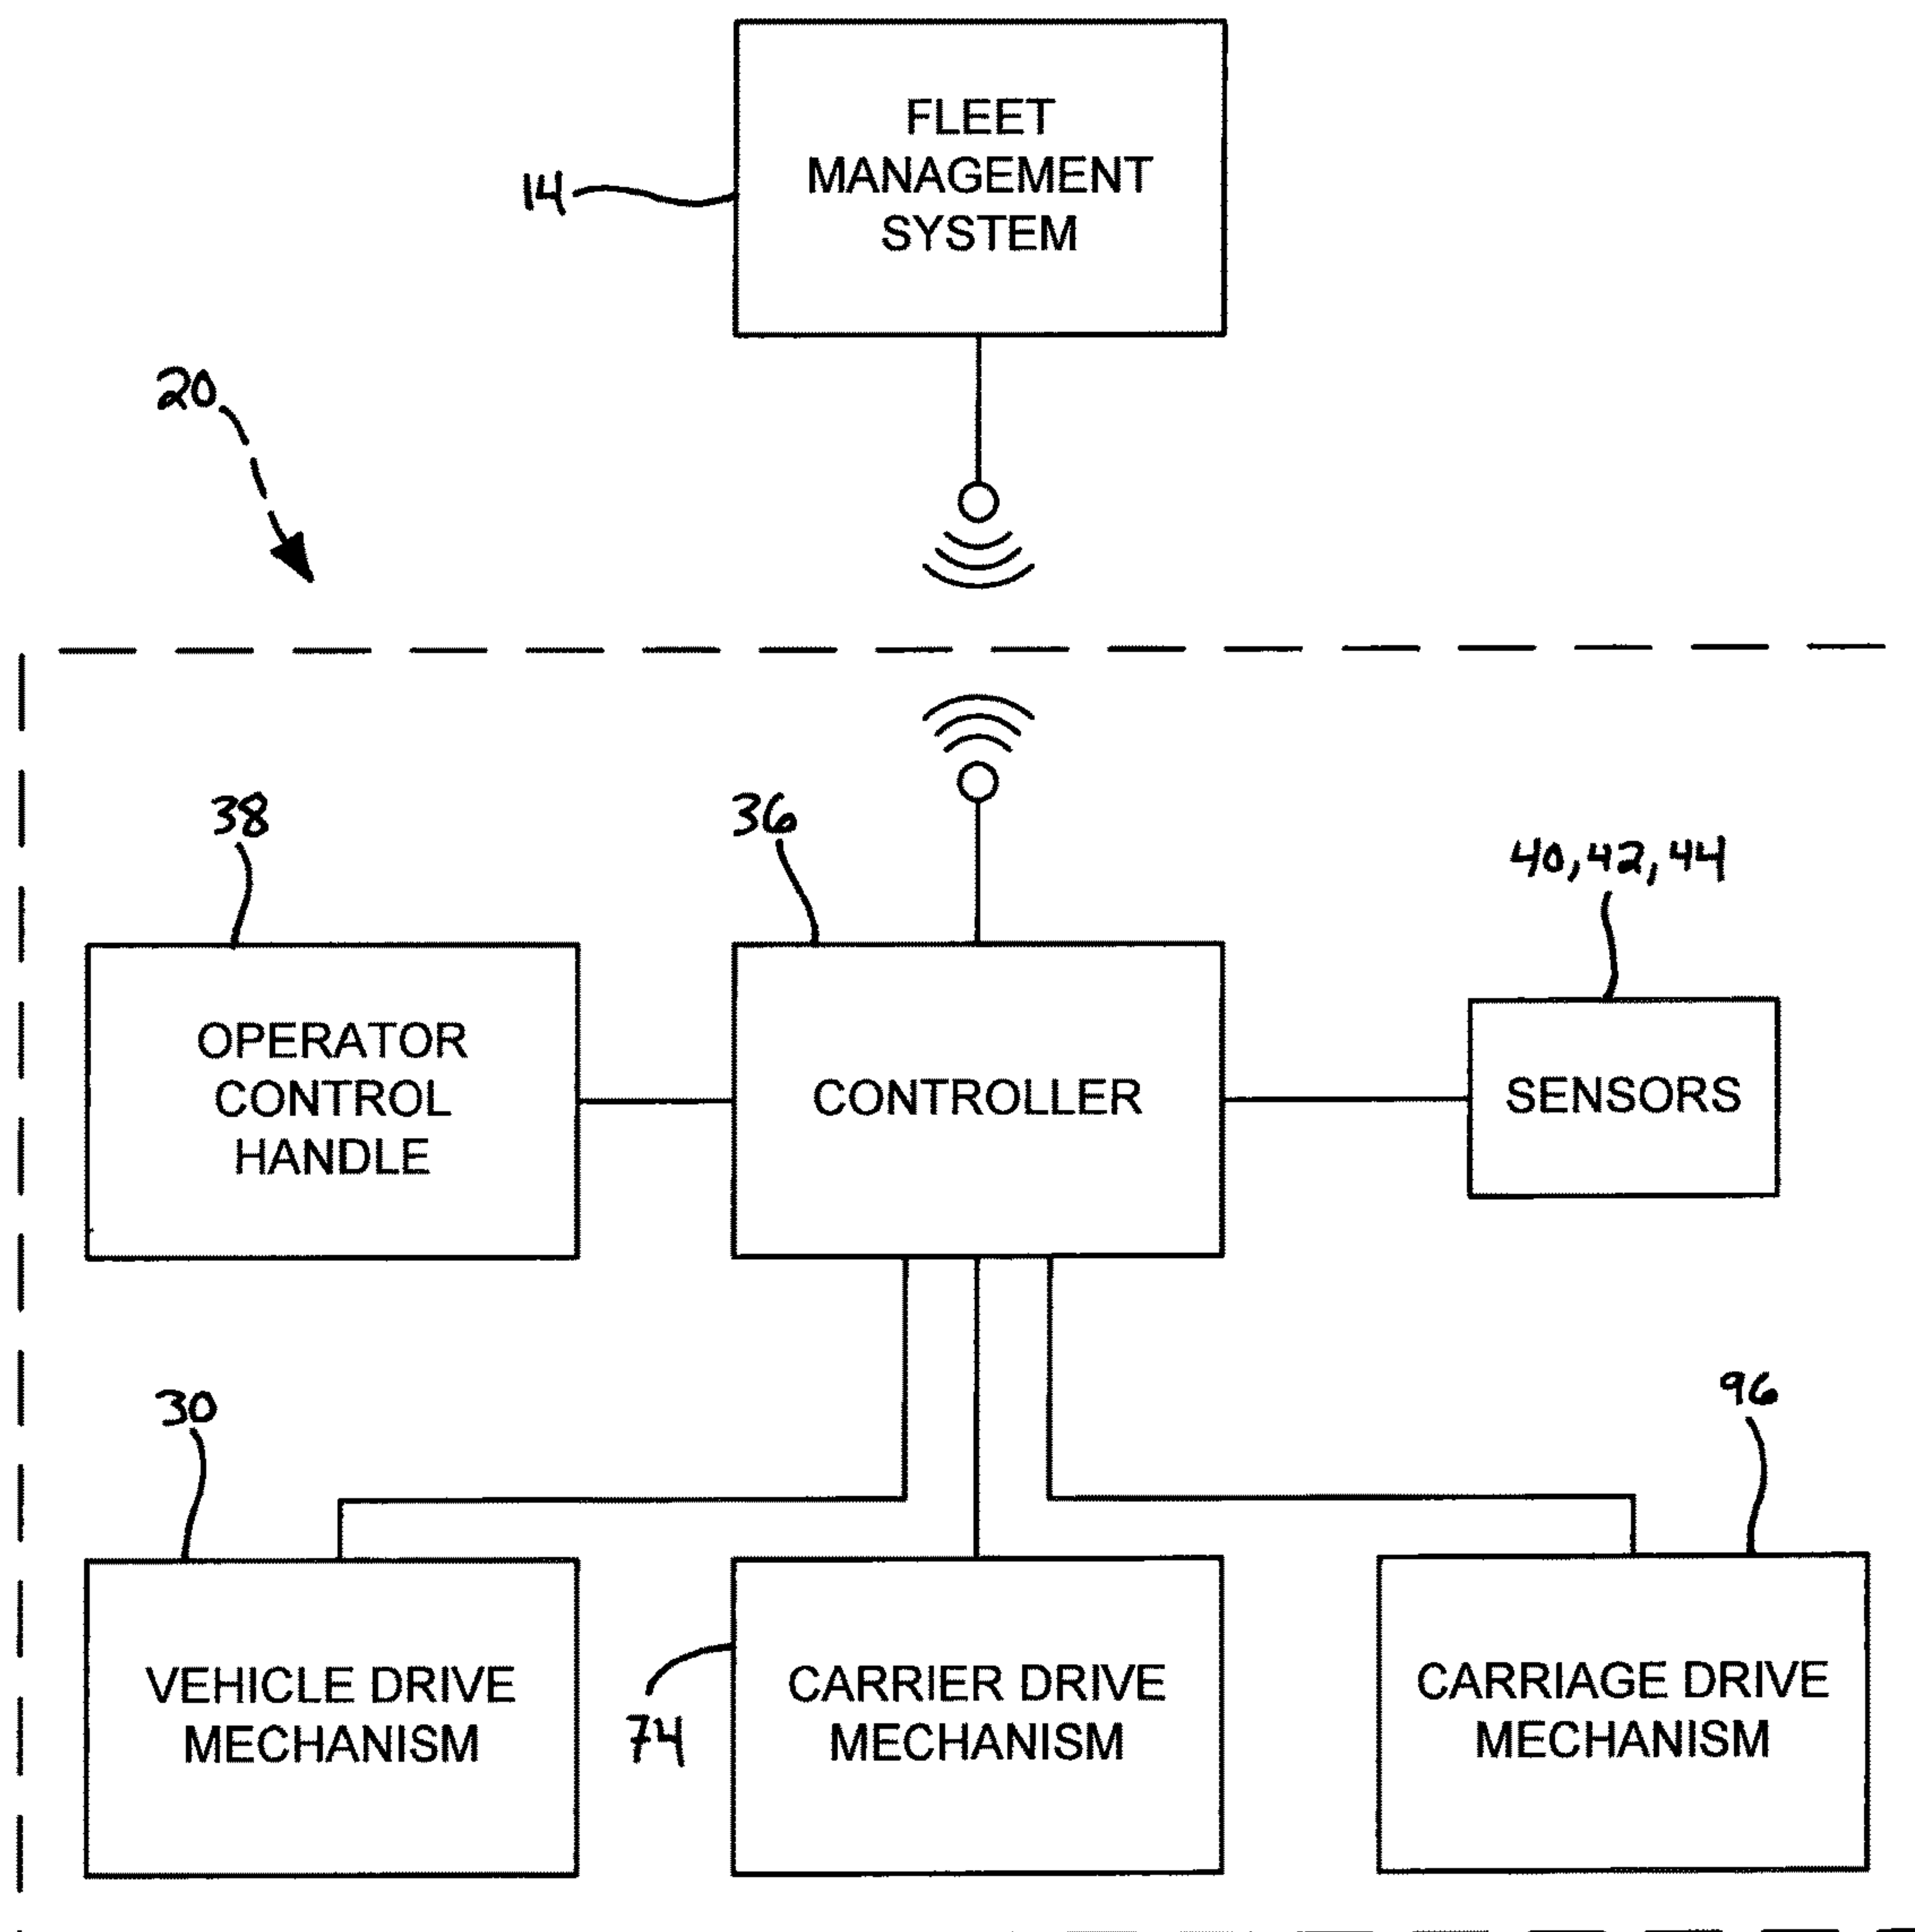 FLEET
MANAGEMENT
SYSTEM
14
20
38
36
40, 42, 44
OPERATOR
CONTROL
HANDLE
CONTROLLER
SENSORS
30
96
VEHICLE DRIVE
MECHANISM
74
CARRIER DRIVE
MECHANISM
CARRIAGE DRIVE
MECHANISM